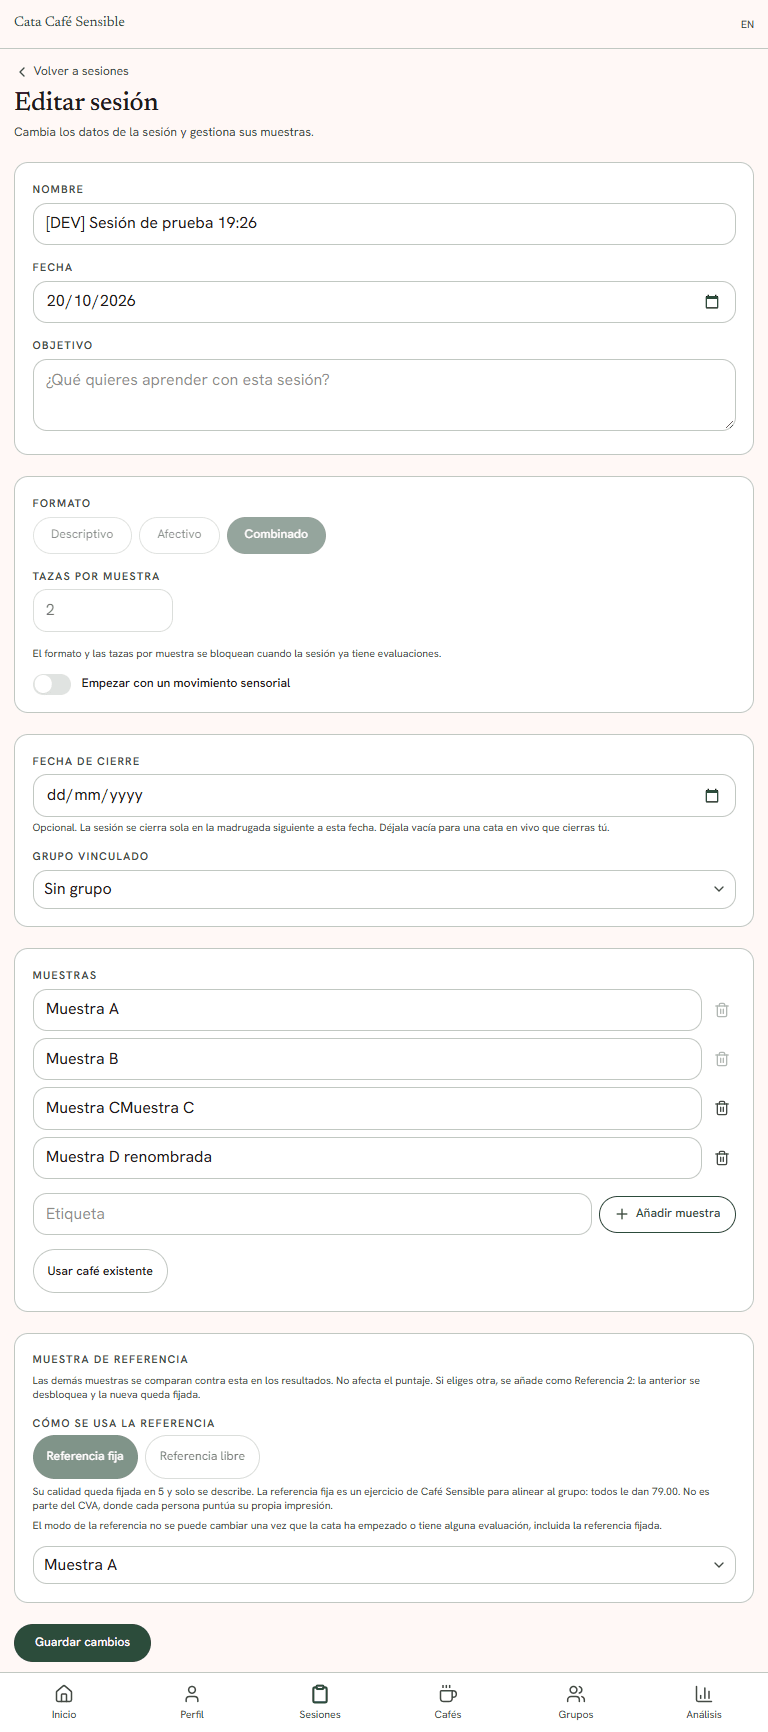 Cata Café Sensible
EN
Volver a sesiones
Editar sesión
Cambia los datos de la sesión y gestiona sus muestras.
NOMBRE
[DEV] Sesión de prueba 19:26
FECHA
20/10/2026
OBJETIVO
¿Qué quieres aprender con esta sesión?
FORMATO
Descriptivo
Afectivo
Combinado
TAZAS POR MUESTRA
2
El formato y las tazas por muestra se bloquean cuando la sesión ya tiene evaluaciones.
Empezar con un movimiento sensorial
FECHA DE CIERRE
dd/mm/yyyy
Opcional. La sesión se cierra sola en la madrugada siguiente a esta fecha. Déjala vacía para una cata en vivo que cierras tú.
GRUPO VINCULADO
Sin grupo
MUESTRAS
Muestra A
Muestra B
Muestra CMuestra C
Muestra D renombrada
Etiqueta
Añadir muestra
Usar café existente
MUESTRA DE REFERENCIA
Las demás muestras se comparan contra esta en los resultados. No afecta el puntaje. Si eliges otra, se añade como Referencia 2: la anterior se
desbloquea y la nueva queda fijada.
CÓMO SE USA LA REFERENCIA
Referencia fija
Referencia libre
Su calidad queda fijada en 5 y solo se describe. La referencia fija es un ejercicio de Café Sensible para alinear al grupo: todos le dan 79.00. No es
parte del CVA, donde cada persona puntúa su propia impresión.
El modo de la referencia no se puede cambiar una vez que la cata ha empezado o tiene alguna evaluación, incluida la referencia fijada.
Muestra A
Guardar cambios
Inicio
Perfil
Sesiones
Cafés
Grupos
Análisis